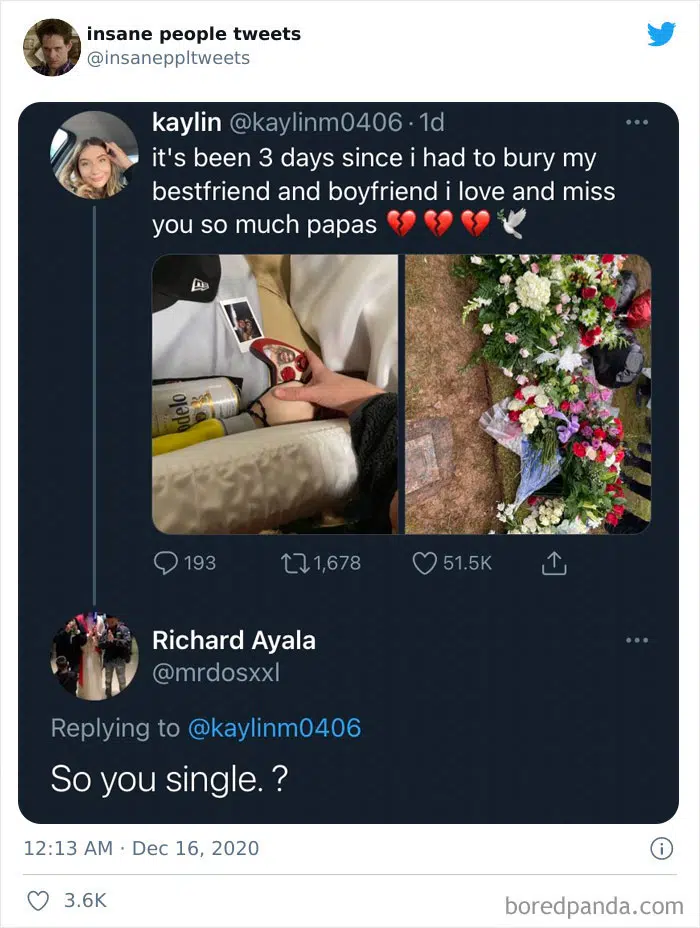 insane people tweets
@insaneppltweets
kaylin @kaylinm0406 · 1d
it's been 3 days since i had to bury my
bestfriend and boyfriend i love and miss
you so much papas 💔💔💔🕊️
delo
193 1,678 51.5K
Richard Ayala
@mrdosxxl
Replying to @kaylinm0406
So you single. ?
12:13 AM · Dec 16, 2020
3.6K
boredpanda.com